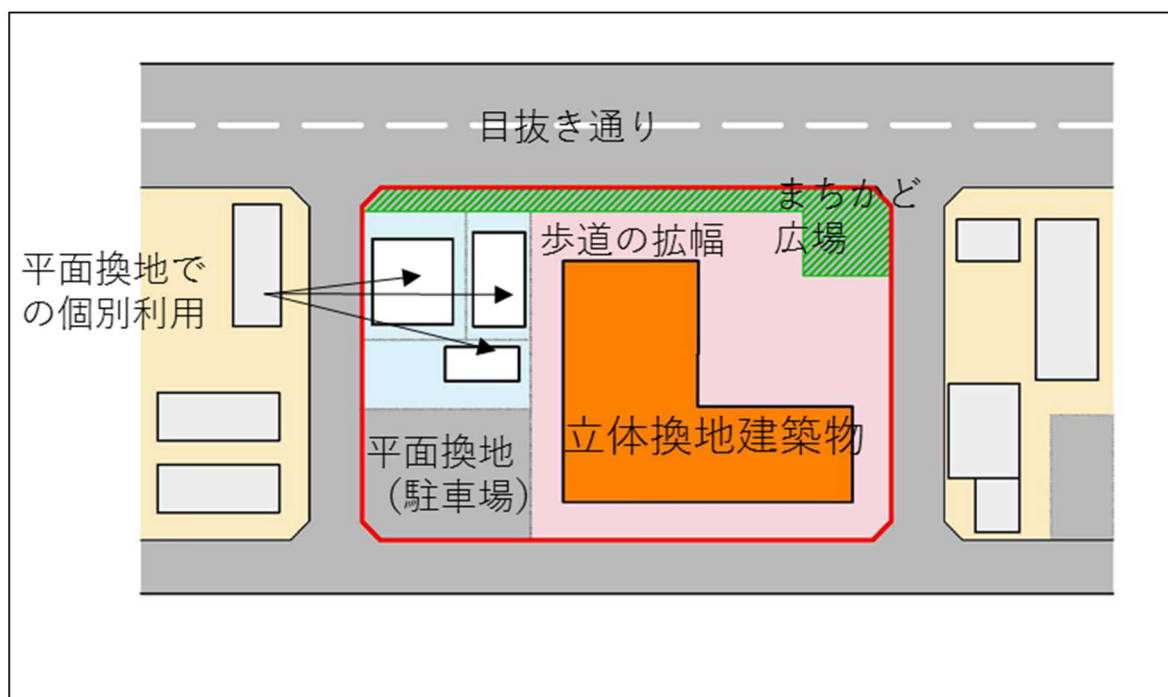 目抜き通り
まちかど
広場
歩道の拡幅
平面換地で
の個別利用
立体換地建築物
平面換地
（駐車場）